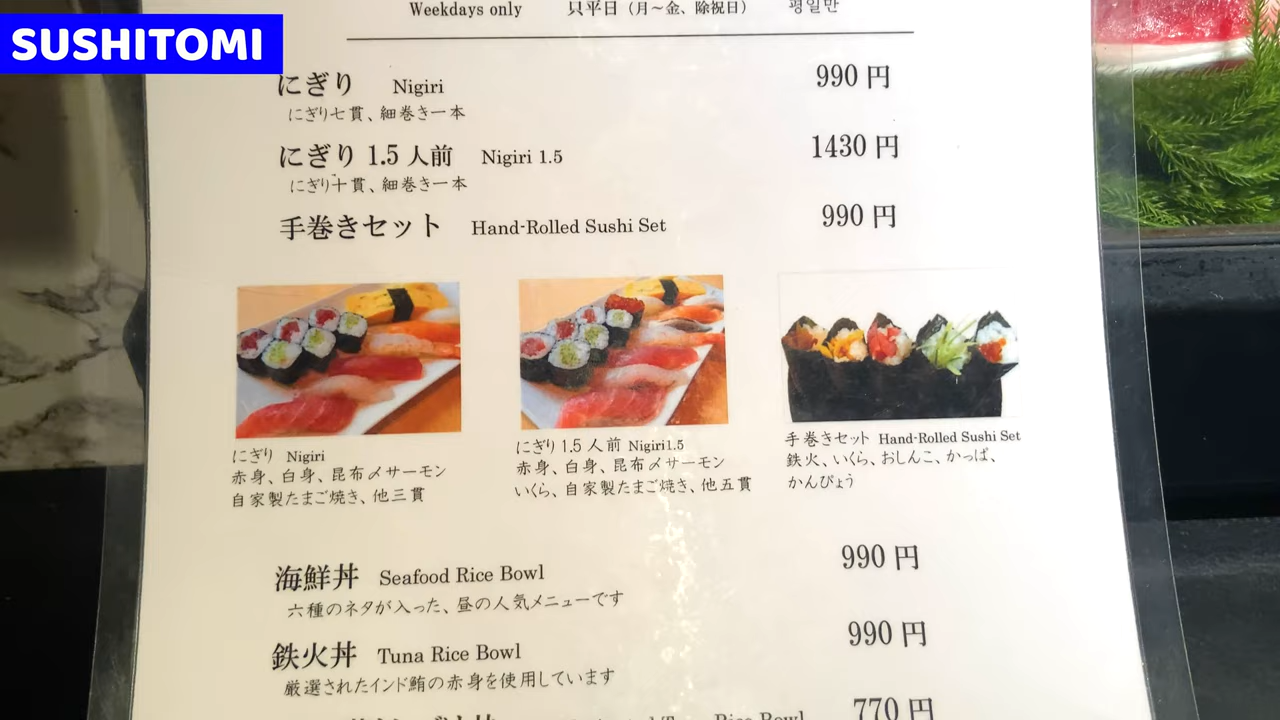 SUSHITOMI
Weekdays only 只平日(月~金、除祝日) 평일만
にぎり Nigiri 990 円
にぎり七貫、細巻き一本
にぎり 1.5 人前 Nigiri 1.5 1430 円
にぎり十貫、細巻き一本
手巻きセット Hand-Rolled Sushi Set 990 円
にぎり Nigiri
赤身、白身、昆布〆サーモン
自家製たまご焼き、他三貫
にぎり 1.5 人前 Nigiri1.5
赤身、白身、昆布〆サーモン
いくら、自家製たまご焼き、他五貫
手巻きセット Hand-Rolled Sushi Set
鉄火、いくら、おしんこ、かっぱ、
かんぴょう
海鮮丼 Seafood Rice Bowl 990 円
六種のネタが入った、昼の人気メニューです
鉄火丼 Tuna Rice Bowl 990 円
厳選されたインド鮪の赤身を使用しています
Rice Bowl 770 円